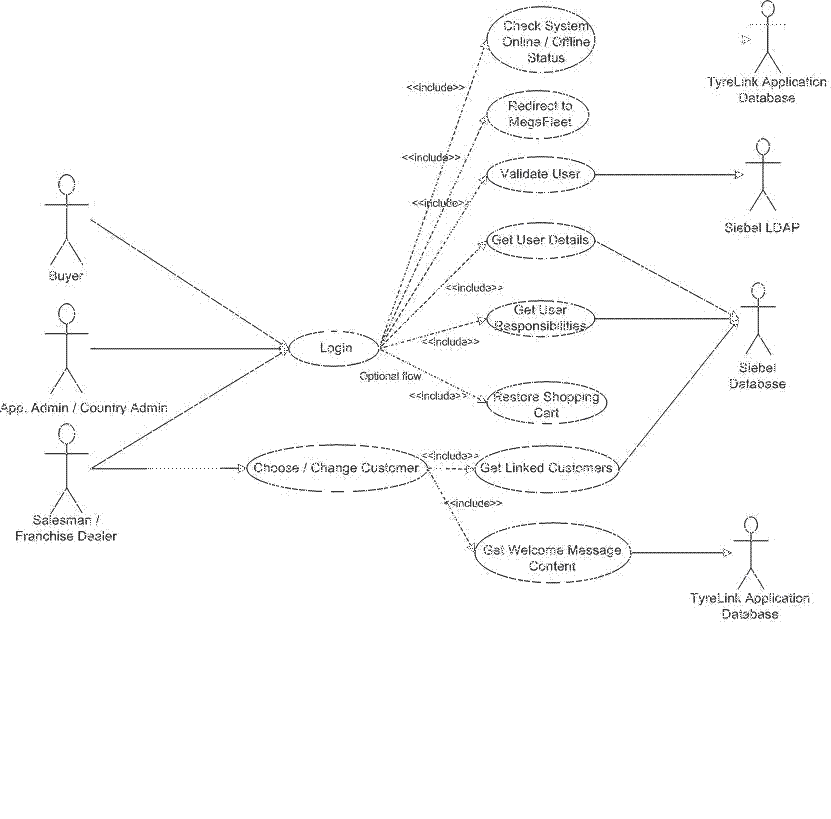 Check System
Online / Offline
Status
TyreLink Application
Database
<<include>>
Redirect to
MegaFleet
<<include>>
Validate User
Siebel LDAP
<<include>>
Get User Details
Buyer
<<include>>
Get User
Responsibilities
Login
<<include>>
Siebel
Database
Optional flow
<<include>>
Restore Shopping
Cart
App. Admin / Country Admin
<<include>>
Choose / Change Customer
Get Linked Customers
<<include>>
Salesman /
Franchise Dealer
Get Welcome Message
Content
TyreLink Application
Database